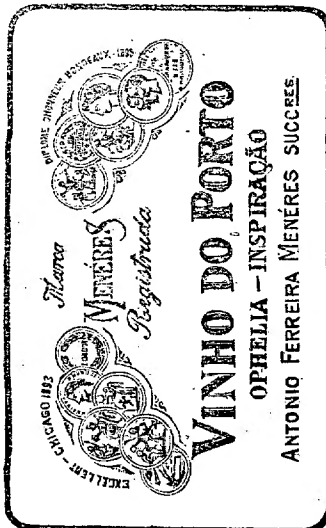 EXCELLENT - CHICAGO 1893
DIPLOME D'HONNEUR BORDEAUX - 1895
Marca
MENÉRES
Registrada
VINHO DO PORTO
OPHELIA - INSPIRAÇÃO
ANTONIO FERREIRA MENÉRES SUCCRES.